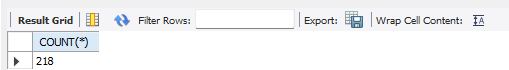 Result Grid Filter Rows: Export: Wrap Cell Content:
COUNT(*)
218